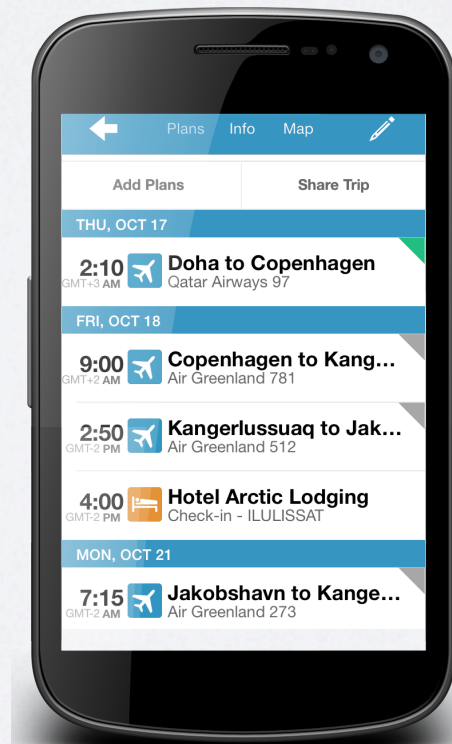 Plans Info Map
Add Plans Share Trip
THU, OCT 17
2:10 Doha to Copenhagen
GMT+3 AM Qatar Airways 97
FRI, OCT 18
9:00 Copenhagen to Kang...
GMT+2 AM Air Greenland 781
2:50 Kangerlussuaq to Jak...
GMT-2 PM Air Greenland 512
4:00 Hotel Arctic Lodging
GMT-2 PM Check-in - ILULISSAT
MON, OCT 21
7:15 Jakobshavn to Kange...
GMT-2 AM Air Greenland 273